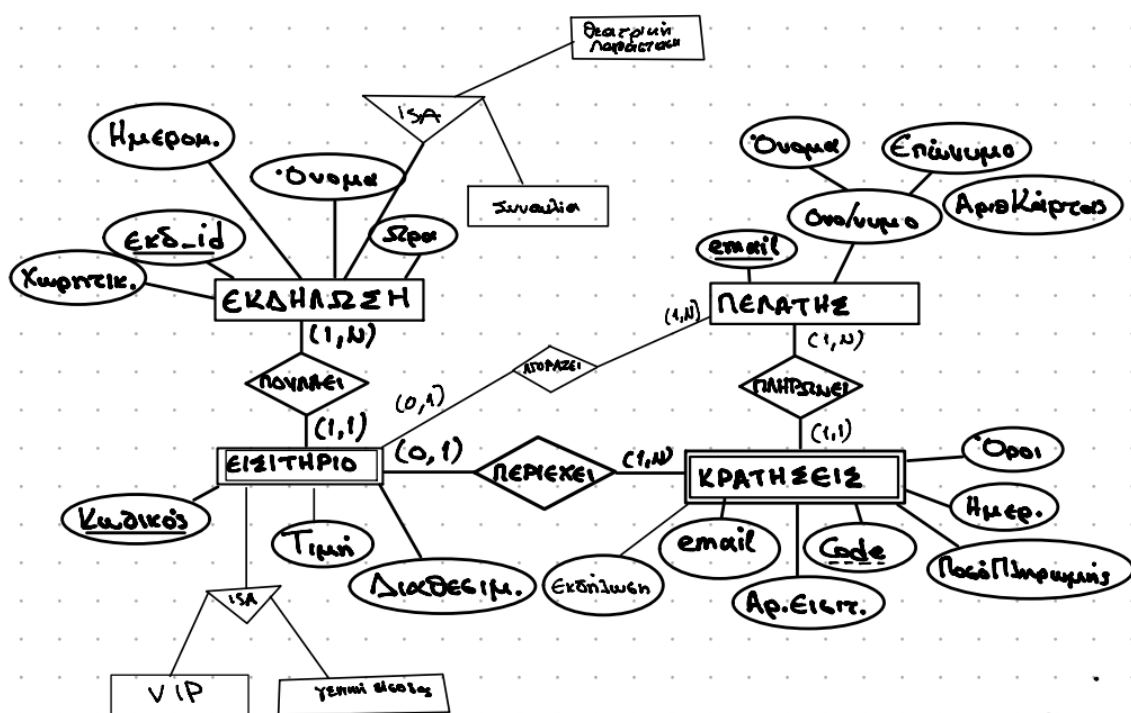 Θεατρική
Παράσταση
ISA
Ημερομ.
Όνομα
Συναυλία
Όνομα
Επώνυμο
Ονο/νυμο
ΑριθΚάρτας
εκδ_id
Ώρα
email
Χωρητικ.
ΕΚΔΗΛΩΣΗ
ΠΕΛΑΤΗΣ
(1,N)
(1,N)
(1,N)
ΠΟΥΛΑΕΙ
ΑΓΟΡΑΖΕΙ
ΠΛΗΡΩΝΕΙ
(0,1)
(1,1)
(1,1)
ΕΙΣΙΤΗΡΙΟ
(0,1)
ΠΕΡΙΕΧΕΙ
(1,N)
ΚΡΑΤΗΣΕΙΣ
Όροι
Κωδικός
Τιμή
Διαθεσιμ.
Εκδήλωση
email
Code
Ημερ.
Αρ.Εισιτ.
ΠοσόΠληρωμής
ISA
VIP
γενική είσοδος